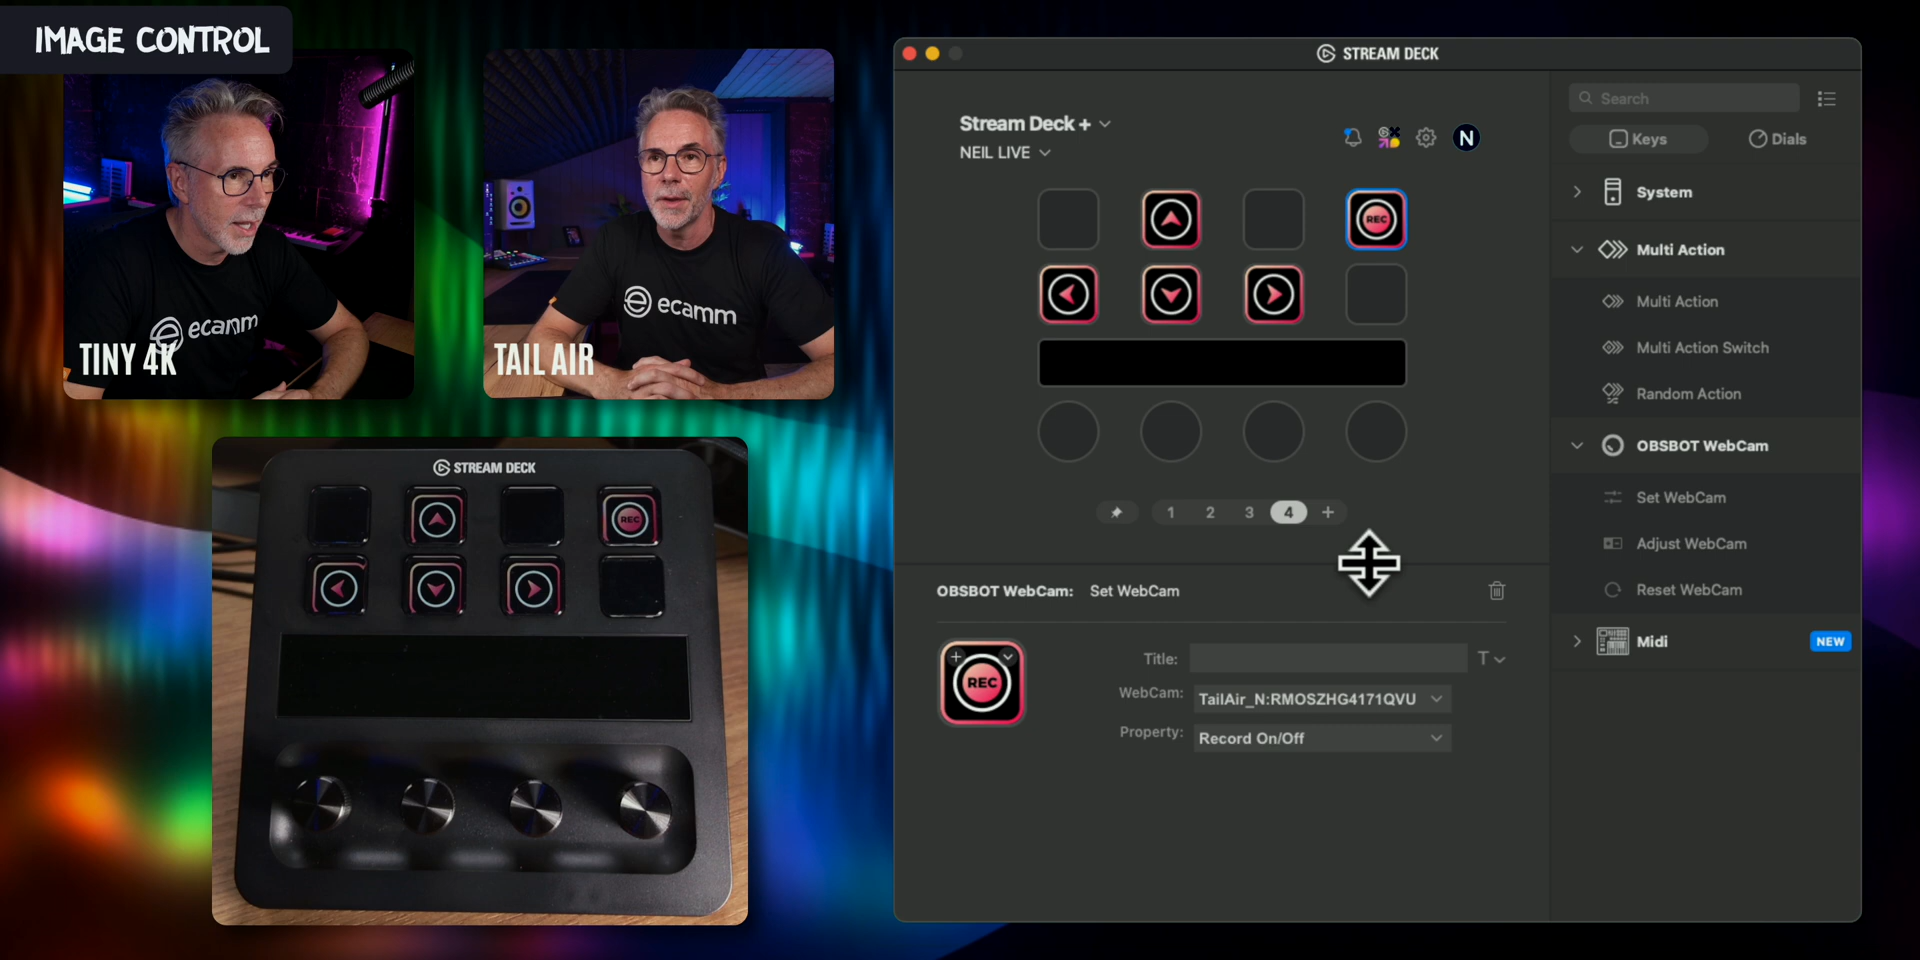 IMAGE CONTROL
ecamm
TINY 4K
ecamm
TAIL AIR
STREAM DECK
REC
STREAM DECK
Stream Deck +
NEIL LIVE
N
REC
1 2 3 4 +
OBSBOT WebCam: Set WebCam
REC
Title:
T
WebCam: TailAir_N:RMOSZHG4171QVU
Property: Record On/Off
Search
Keys Dials
System
Multi Action
Multi Action
Multi Action Switch
Random Action
OBSBOT WebCam
Set WebCam
Adjust WebCam
Reset WebCam
Midi NEW